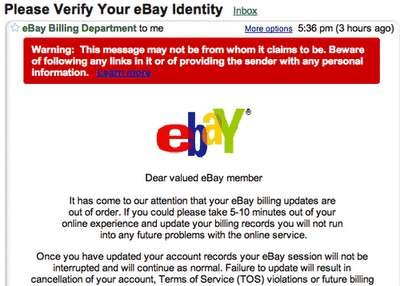 Please Verify Your eBay Identity Inbox
eBay Billing Department to me More options 5:36 pm (3 hours ago)
Warning: This message may not be from whom it claims to be. Beware
of following any links in it or of providing the sender with any personal
information. Learn more
ebaY®
Dear valued eBay member
It has come to our attention that your eBay billing updates are
out of order. If you could please take 5-10 minutes out of your
online experience and update your billing records you will not run
into any future problems with the online service.
Once you have updated your account records your eBay session will not be
interrupted and will continue as normal. Failure to update will result in
cancellation of your account, Terms of Service (TOS) violations or future billing